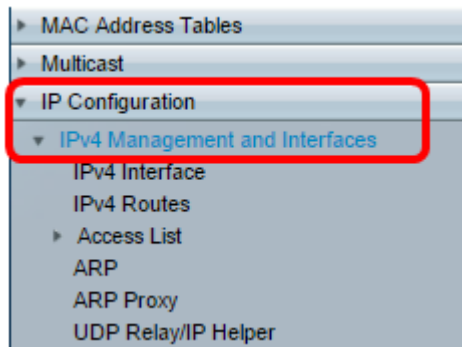 MAC Address Tables
Multicast
IP Configuration
IPv4 Management and Interfaces
IPv4 Interface
IPv4 Routes
Access List
ARP
ARP Proxy
UDP Relay/IP Helper